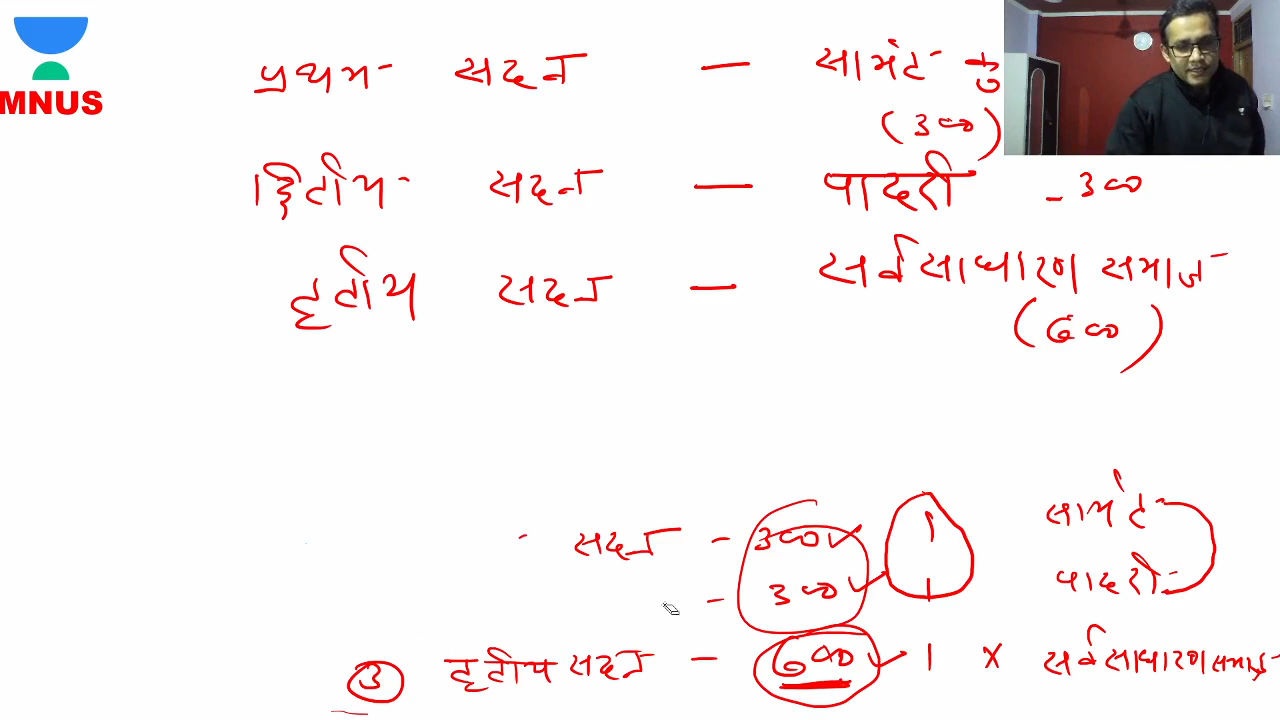 MNUS
प्रथम सदन — सामंत
(300)
द्वितीय सदन — पादरी - 300
तृतीय सदन — सर्वसाधारण समाज
(600)
सदन - 300 1 सामंत
- 300 1 पादरी
③ तृतीय सदन - 600 1 x सर्वसाधारण समाज